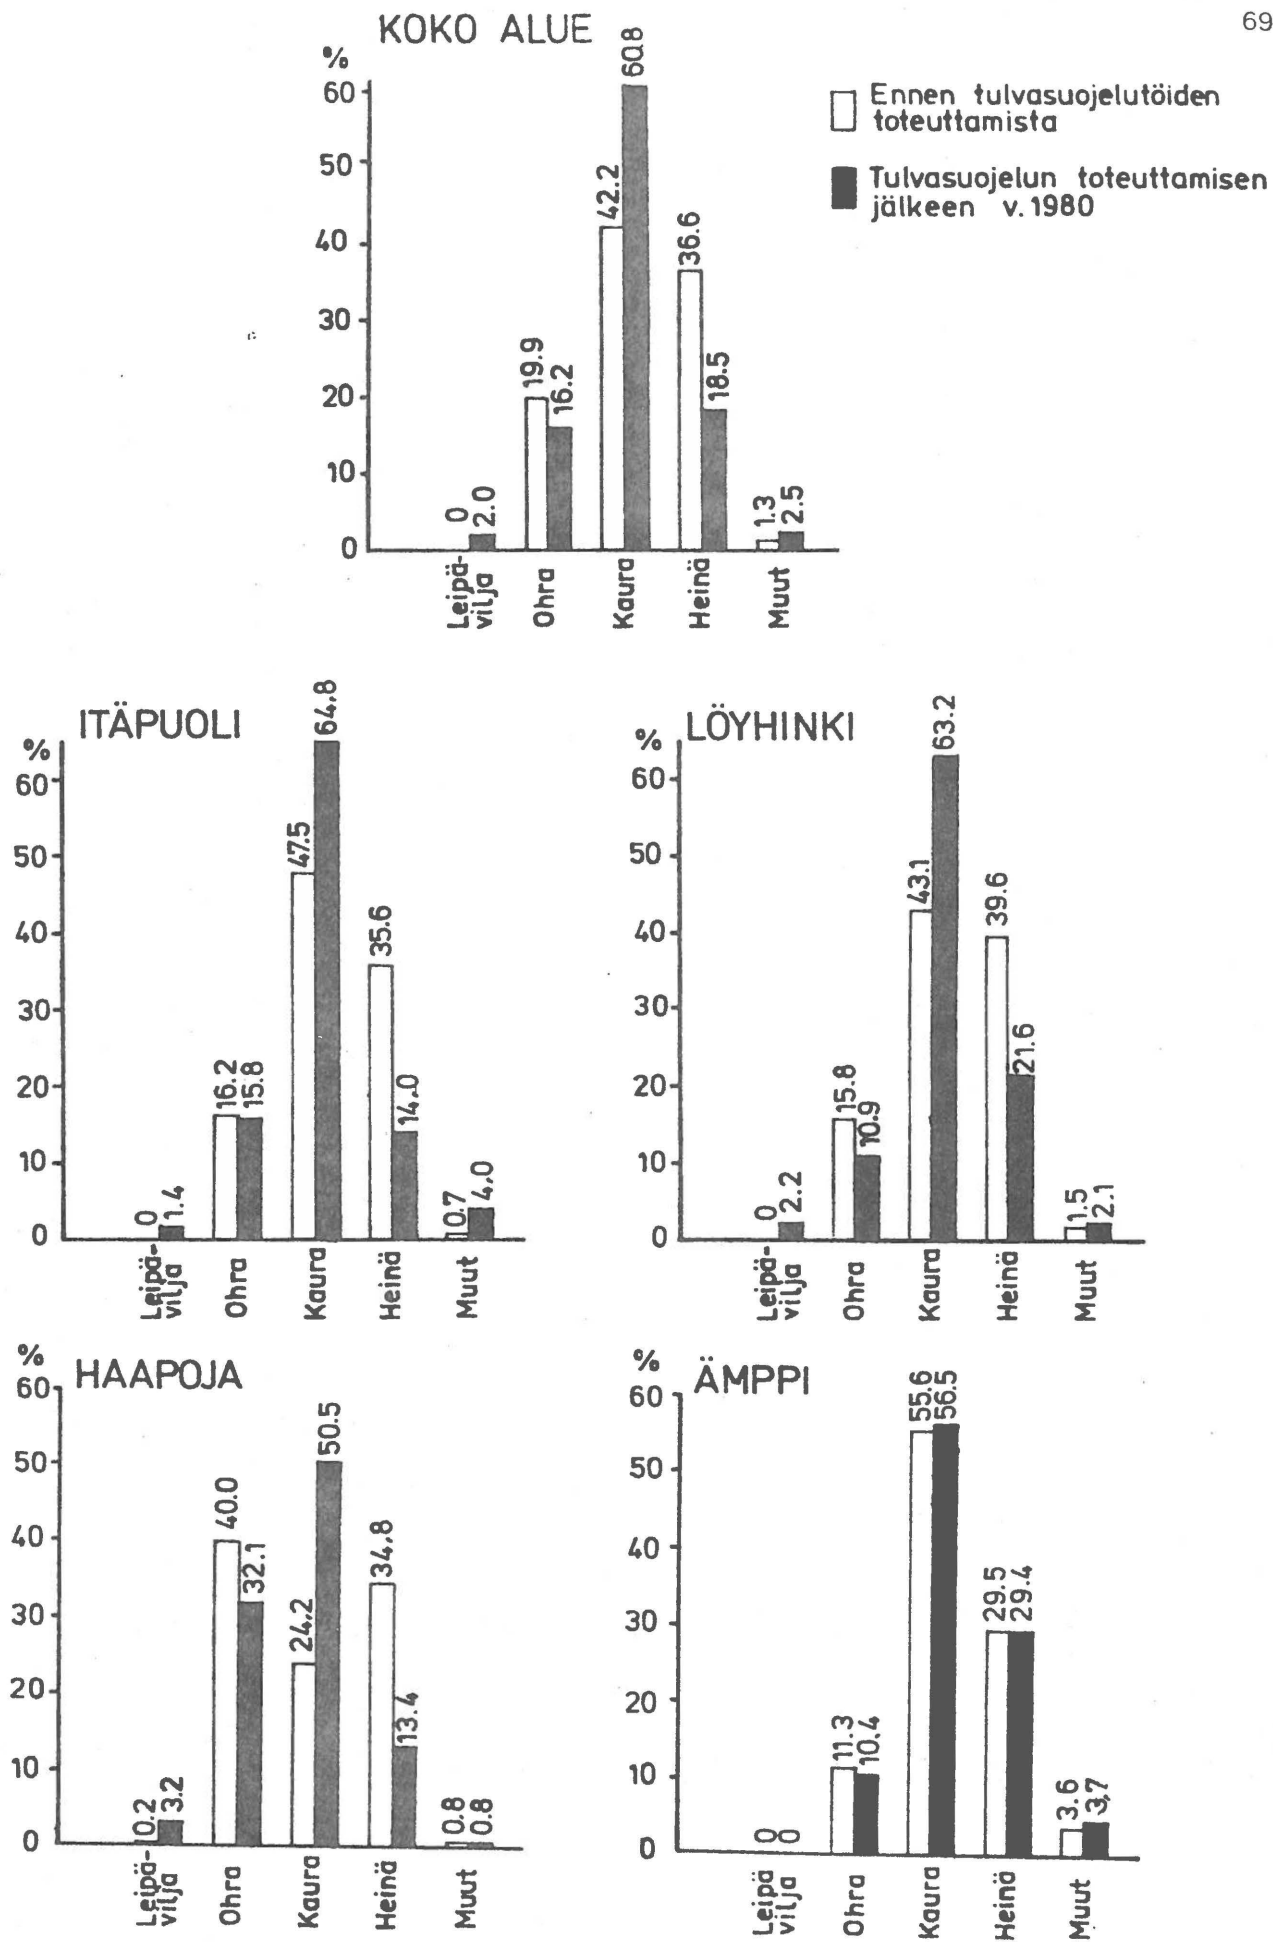 69
KOKO ALUE
%
60
50
40
30
20
10
0
0
2.0
19.9
16.2
42.2
60.8
36.6
18.5
1.3
2.5
Leipä-
vilja
Ohra
Kaura
Heinä
Muut
Ennen tulvasuojelutöiden
toteuttamista
Tulvasuojelun toteuttamisen
jälkeen v.1980
ITÄPUOLI
%
60
50
40
30
20
10
0
0
1.4
16.2
15.8
47.5
64.8
35.6
14.0
0.7
4.0
Leipä-
vilja
Ohra
Kaura
Heinä
Muut
LÖYHINKI
%
60
50
40
30
20
10
0
0
2.2
15.8
10.9
43.1
63.2
39.6
21.6
1.5
2.1
Leipä-
vilja
Ohra
Kaura
Heinä
Muut
HAAPOJA
%
60
50
40
30
20
10
0
0.2
3.2
40.0
32.1
24.2
50.5
34.8
13.4
0.8
0.8
Leipä-
vilja
Ohra
Kaura
Heinä
Muut
ÄMPPI
%
60
50
40
30
20
10
0
0
0
11.3
10.4
55.6
56.5
29.5
29.4
3.6
3.7
Leipä
vilja
Ohra
Kaura
Heinä
Muut